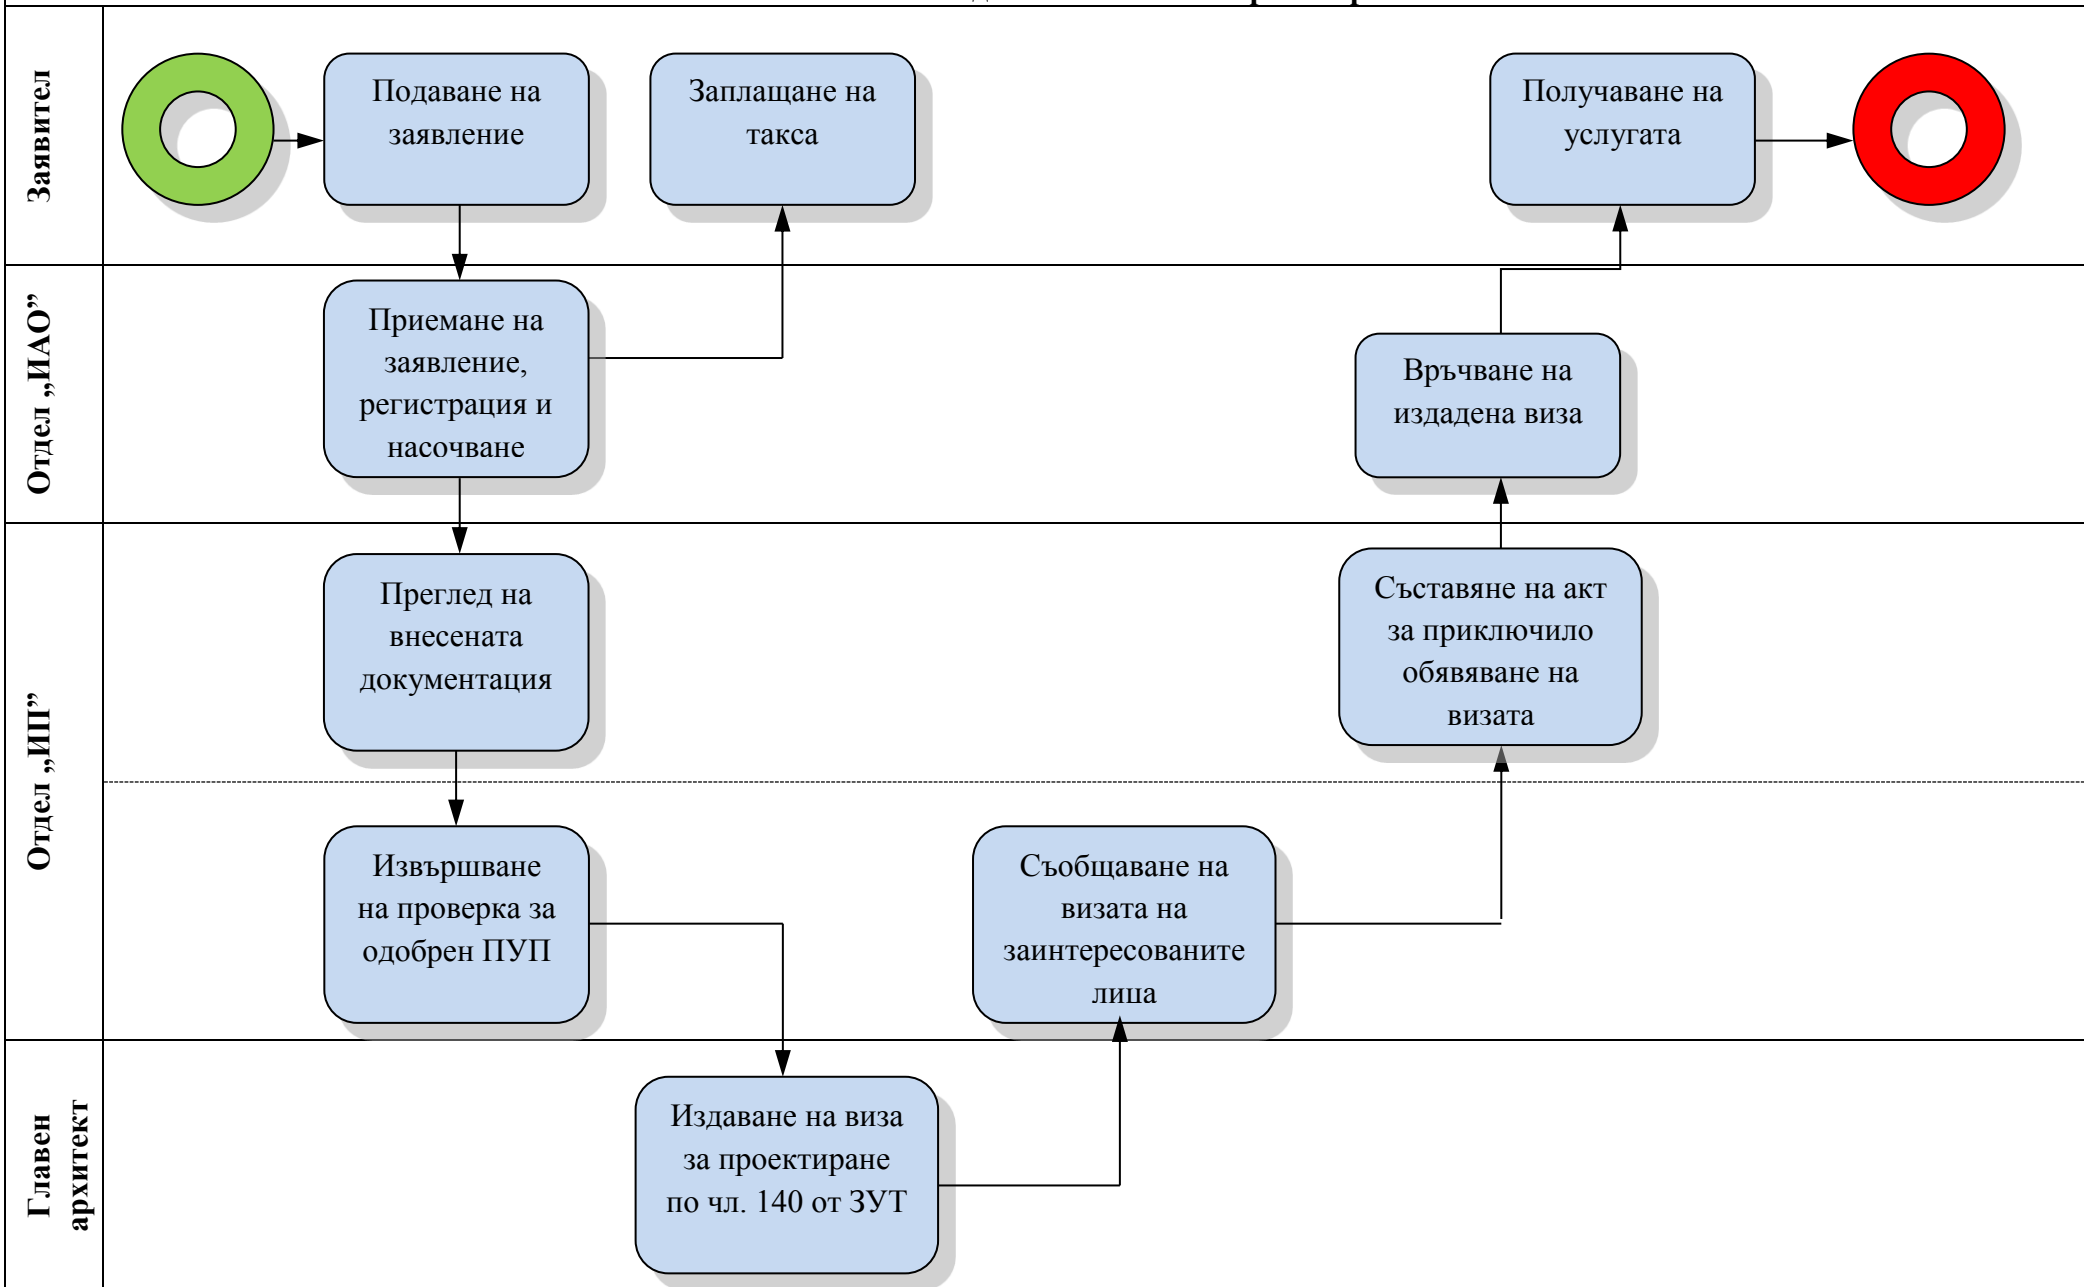 Заявител
Подаване на
заявление
Заплащане на
такса
Получаване на
услугата
Отдел „ИАО”
Приемане на
заявление,
регистрация и
насочване
Връчване на
издадена виза
Отдел „ИП”
Преглед на
внесената
документация
Съставяне на акт
за приключило
обявяване на
визата
Извършване
на проверка за
одобрен ПУП
Съобщаване на
визата на
заинтересованите
лица
Главен
архитект
Издаване на виза
за проектиране
по чл. 140 от ЗУТ